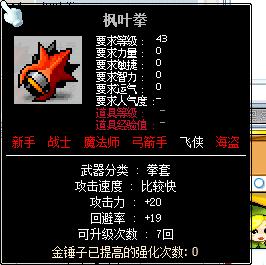 枫叶拳
要求等级： 43
要求力量： 0
要求敏捷： 0
要求智力： 0
要求运气： 0
要求人气度： -
道具等级： -
道具经验值： -
新手 战士 魔法师 弓箭手 飞侠 海盗
武器分类 : 拳套
攻击速度 : 比较快
攻击力 : +20
回避率 : +19
可升级次数 : 7回
金锤子已提高的强化次数: 0